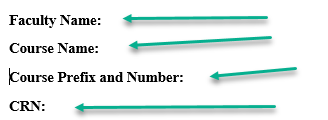 Faculty Name:
Course Name:
Course Prefix and Number:
CRN: